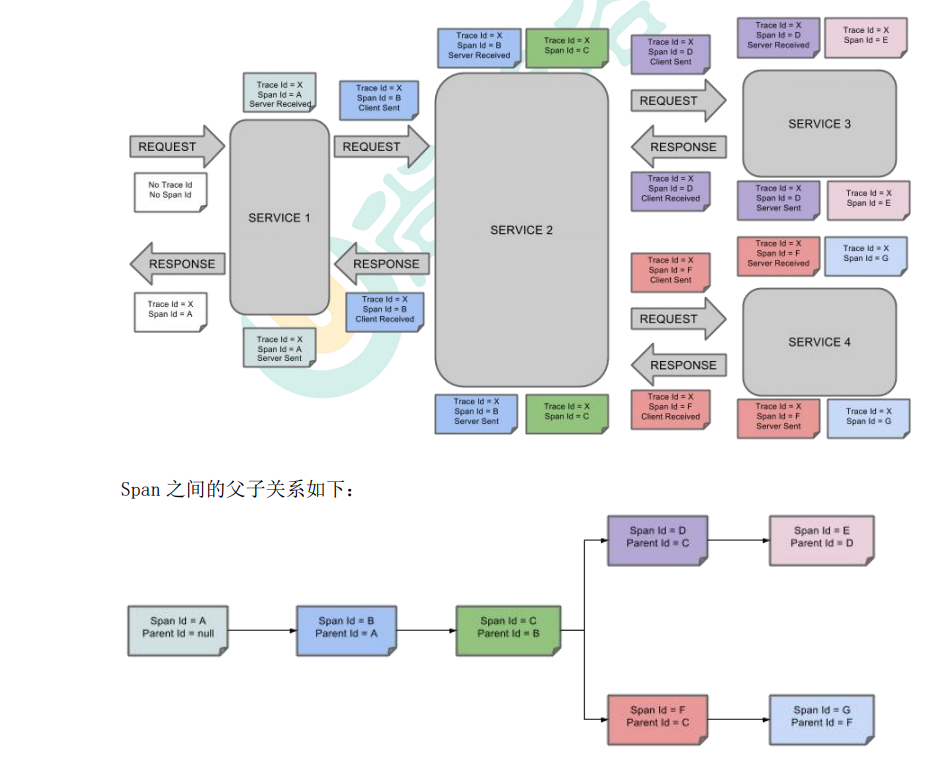 Trace Id = X
Span Id = B
Server Received
Trace Id = X
Span Id = C
Trace Id = X
Span Id = D
Client Sent
Trace Id = X
Span Id = D
Server Received
Trace Id = X
Span Id = E
Trace Id = X
Span Id = A
Server Received
Trace Id = X
Span Id = B
Client Sent
REQUEST
REQUEST
REQUEST
RESPONSE
SERVICE 3
No Trace Id
No Span Id
SERVICE 1
SERVICE 2
Trace Id = X
Span Id = D
Client Received
Trace Id = X
Span Id = D
Server Sent
Trace Id = X
Span Id = E
RESPONSE
RESPONSE
Trace Id = X
Span Id = F
Client Sent
Trace Id = X
Span Id = F
Server Received
Trace Id = X
Span Id = G
Trace Id = X
Span Id = A
Trace Id = X
Span Id = B
Client Received
REQUEST
RESPONSE
SERVICE 4
Trace Id = X
Span Id = A
Server Sent
Trace Id = X
Span Id = B
Server Sent
Trace Id = X
Span Id = C
Trace Id = X
Span Id = F
Client Received
Trace Id = X
Span Id = F
Server Sent
Trace Id = X
Span Id = G
Span 之间的父子关系如下：
Span Id = D
Parent Id = C
Span Id = E
Parent Id = D
Span Id = A
Parent Id = null
Span Id = B
Parent Id = A
Span Id = C
Parent Id = B
Span Id = F
Parent Id = C
Span Id = G
Parent Id = F